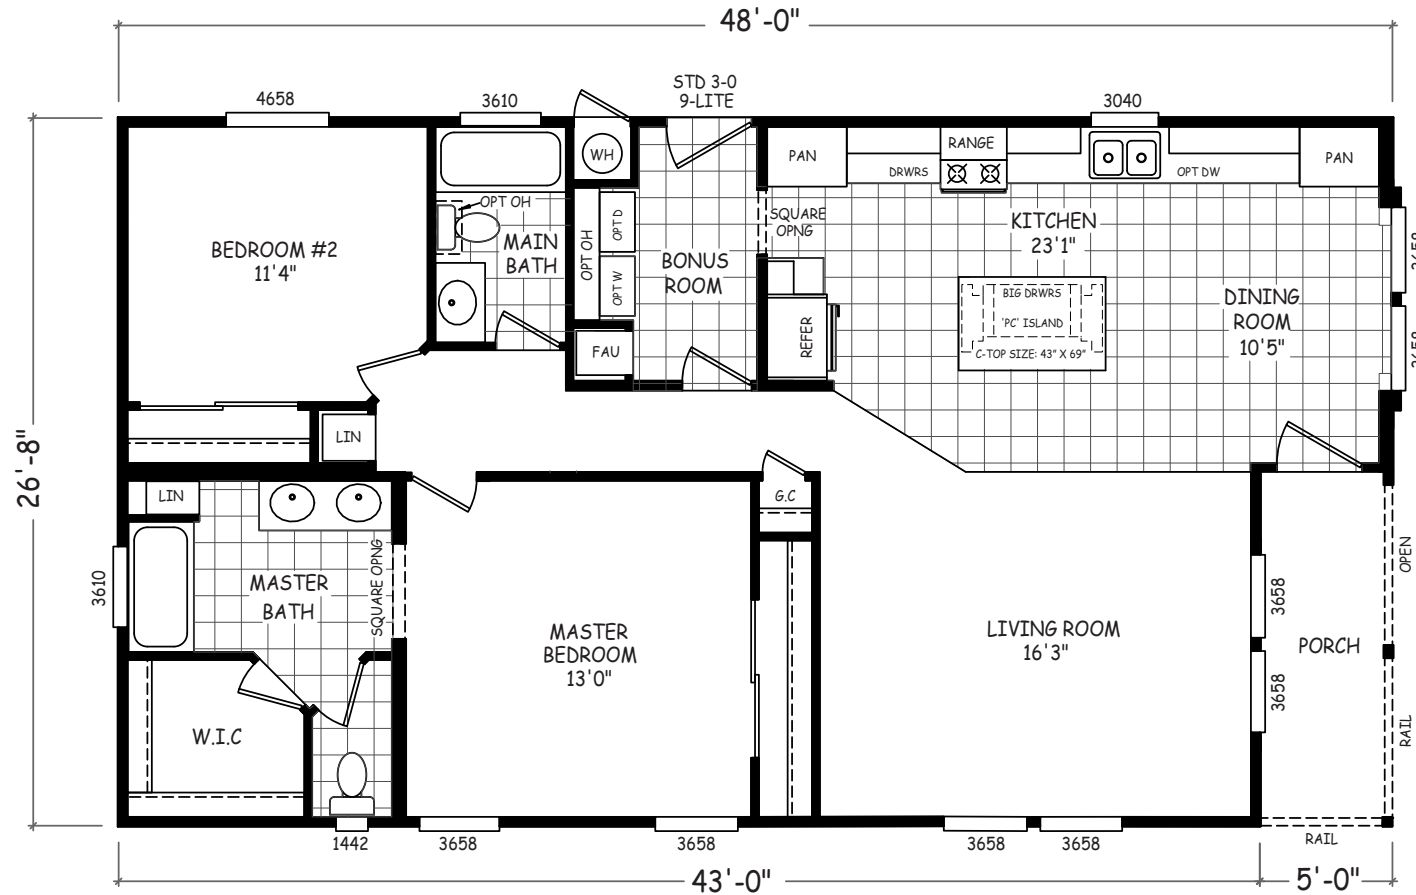 48'-0"
STD 3-0
9-LITE
4658
3610
3040
WH
PAN
RANGE
DRWRS
OPT DW
PAN
OPT OH
BEDROOM #2
11'4"
MAIN
BATH
OPT OH
OPT D
OPT W
BONUS
ROOM
SQUARE
OPNG
KITCHEN
23'1"
3658
BIG DRWRS
'PC' ISLAND
C-TOP SIZE: 43" X 69"
DINING
ROOM
10'5"
3658
FAU
REFER
LIN
26'-8"
LIN
G.C
3610
MASTER
BATH
SQUARE OPNG
MASTER
BEDROOM
13'0"
LIVING ROOM
16'3"
3658
3658
PORCH
OPEN
RAIL
W.I.C
1442
3658
3658
3658
3658
RAIL
43'-0"
5'-0"